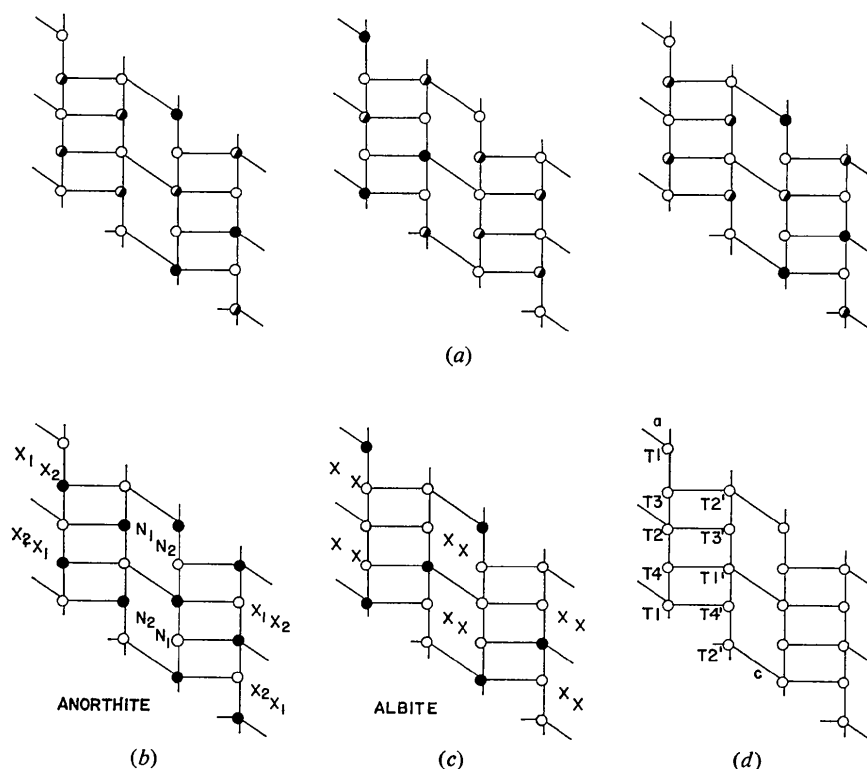 (a)
X1 X2
X2 X1
N1 N2
N2 N1
X1 X2
X2 X1
ANORTHITE
(b)
X X
X X
X X
X X
X X
X X
ALBITE
(c)
a
T1
T3 T2'
T2 T3'
T4 T1'
T1 T4'
T2'
c
(d)